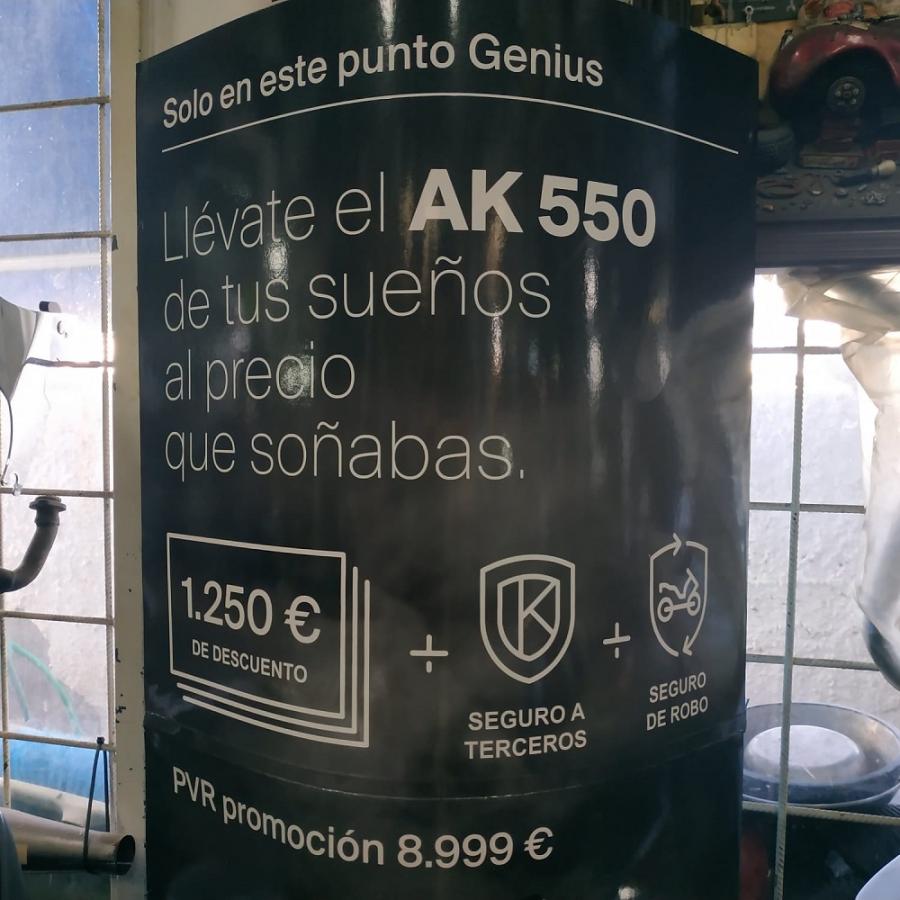 Solo en este punto Genius
Llévate el AK 550
de tus sueños
al precio
que soñabas.
1.250 €
DE DESCUENTO
+
K
+
SEGURO A
TERCEROS
SEGURO
DE ROBO
PVR promoción 8.999 €